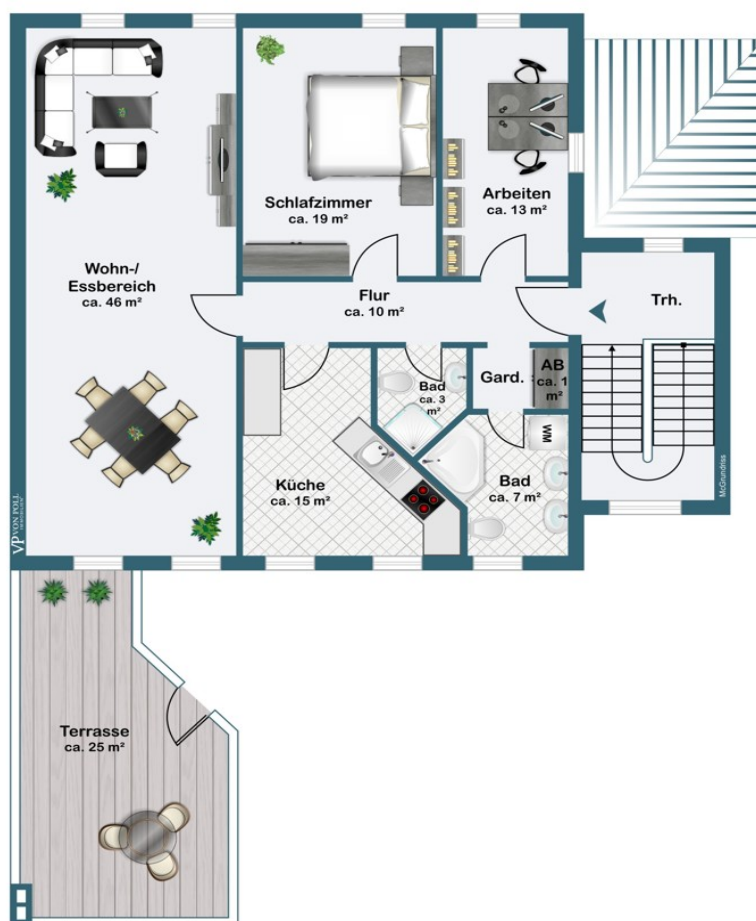 Schlafzimmer
ca. 19 m²
Arbeiten
ca. 13 m²
Wohn-/
Essbereich
ca. 46 m²
Flur
ca. 10 m²
Trh.
Bad
ca. 3
m²
Gard.
AB
ca. 1
m²
WM
Küche
ca. 15 m²
Bad
ca. 7 m²
McGrundriss
VP VON POLL
IMMOBILIEN
Terrasse
ca. 25 m²